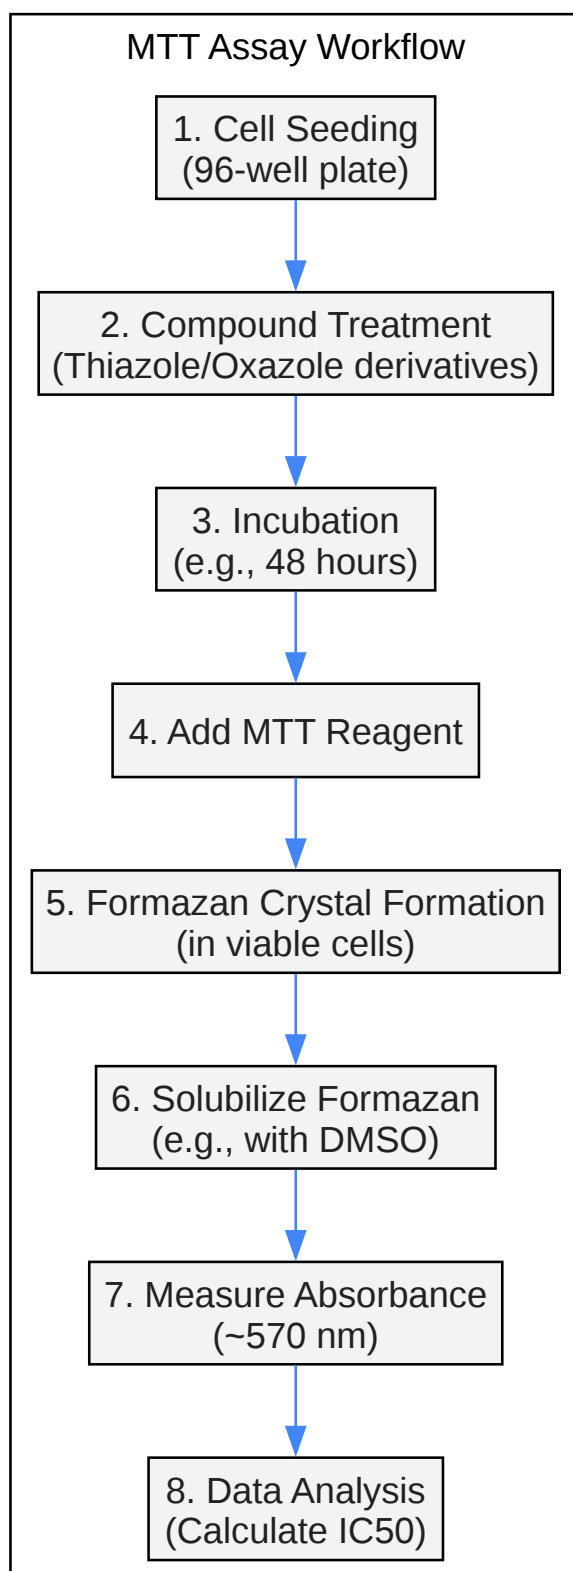 MTT Assay Workflow
1. Cell Seeding
(96-well plate)
2. Compound Treatment
(Thiazole/Oxazole derivatives)
3. Incubation
(e.g., 48 hours)
4. Add MTT Reagent
5. Formazan Crystal Formation
(in viable cells)
6. Solubilize Formazan
(e.g., with DMSO)
7. Measure Absorbance
(~570 nm)
8. Data Analysis
(Calculate IC50)